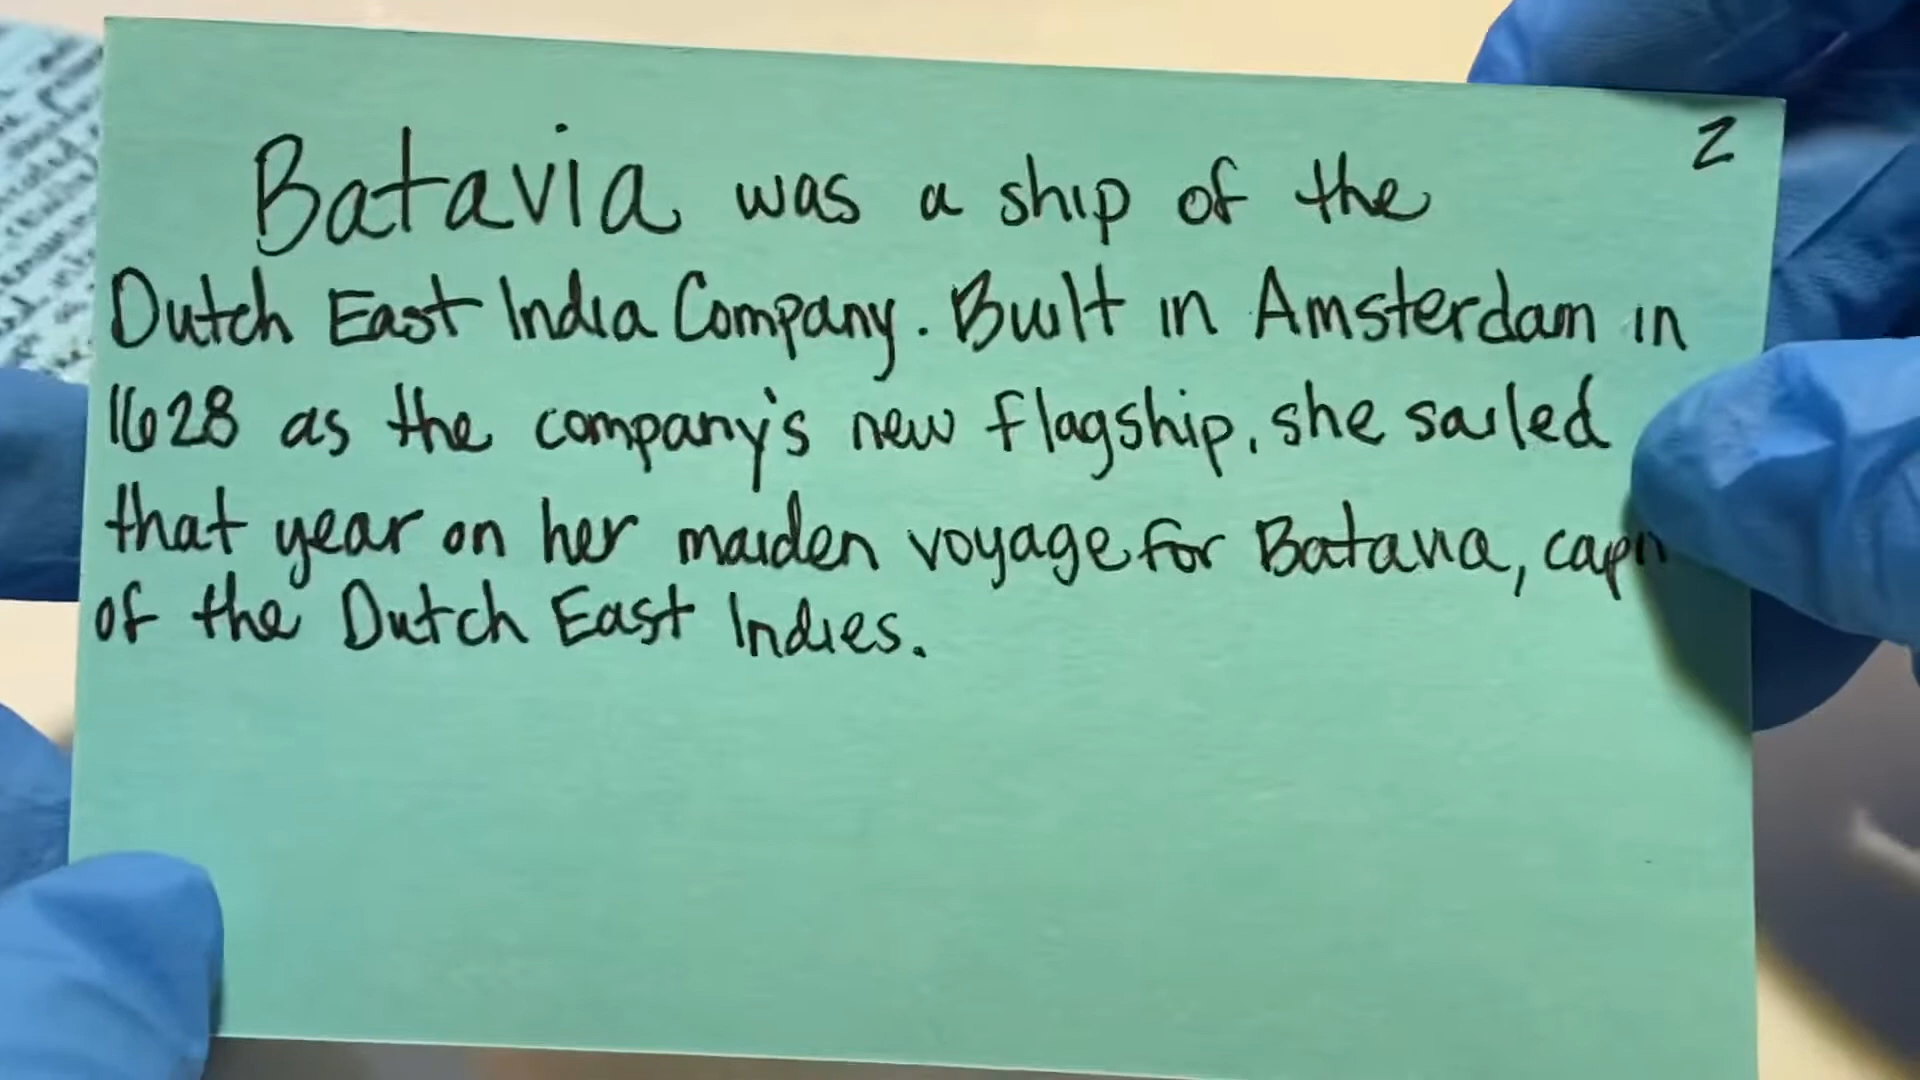 2
Batavia was a ship of the
Dutch East India Company. Built in Amsterdam in
1628 as the company's new flagship, she sailed
that year on her maiden voyage for Batavia,
of the Dutch East Indies.